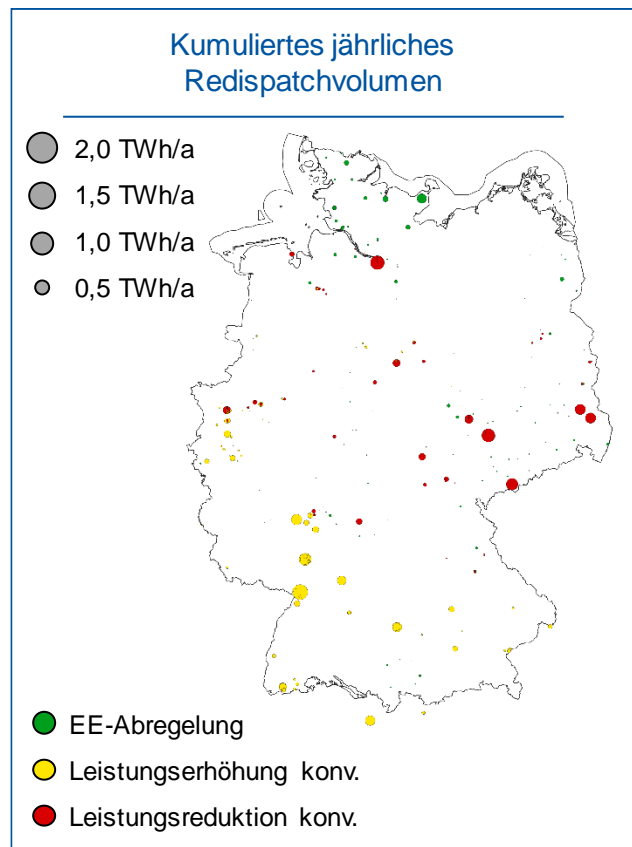 Kumuliertes jährliches
Redispatchvolumen
2,0 TWh/a
1,5 TWh/a
1,0 TWh/a
0,5 TWh/a
EE-Abregelung
Leistungserhöhung konv.
Leistungsreduktion konv.